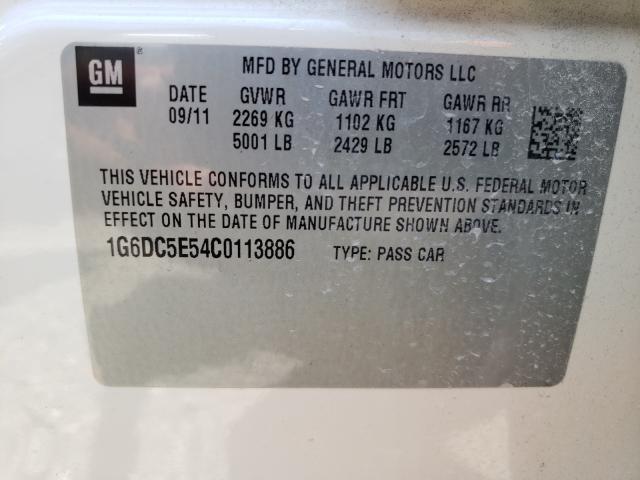 GM ®
MFD BY GENERAL MOTORS LLC
DATE GVWR GAWR FRT GAWR RR
09/11 2269 KG 1102 KG 1167 KG
5001 LB 2429 LB 2572 LB
THIS VEHICLE CONFORMS TO ALL APPLICABLE U.S. FEDERAL MOTOR
VEHICLE SAFETY, BUMPER, AND THEFT PREVENTION STANDARDS IN
EFFECT ON THE DATE OF MANUFACTURE SHOWN ABOVE.
1G6DC5E54C0113886 TYPE: PASS CAR